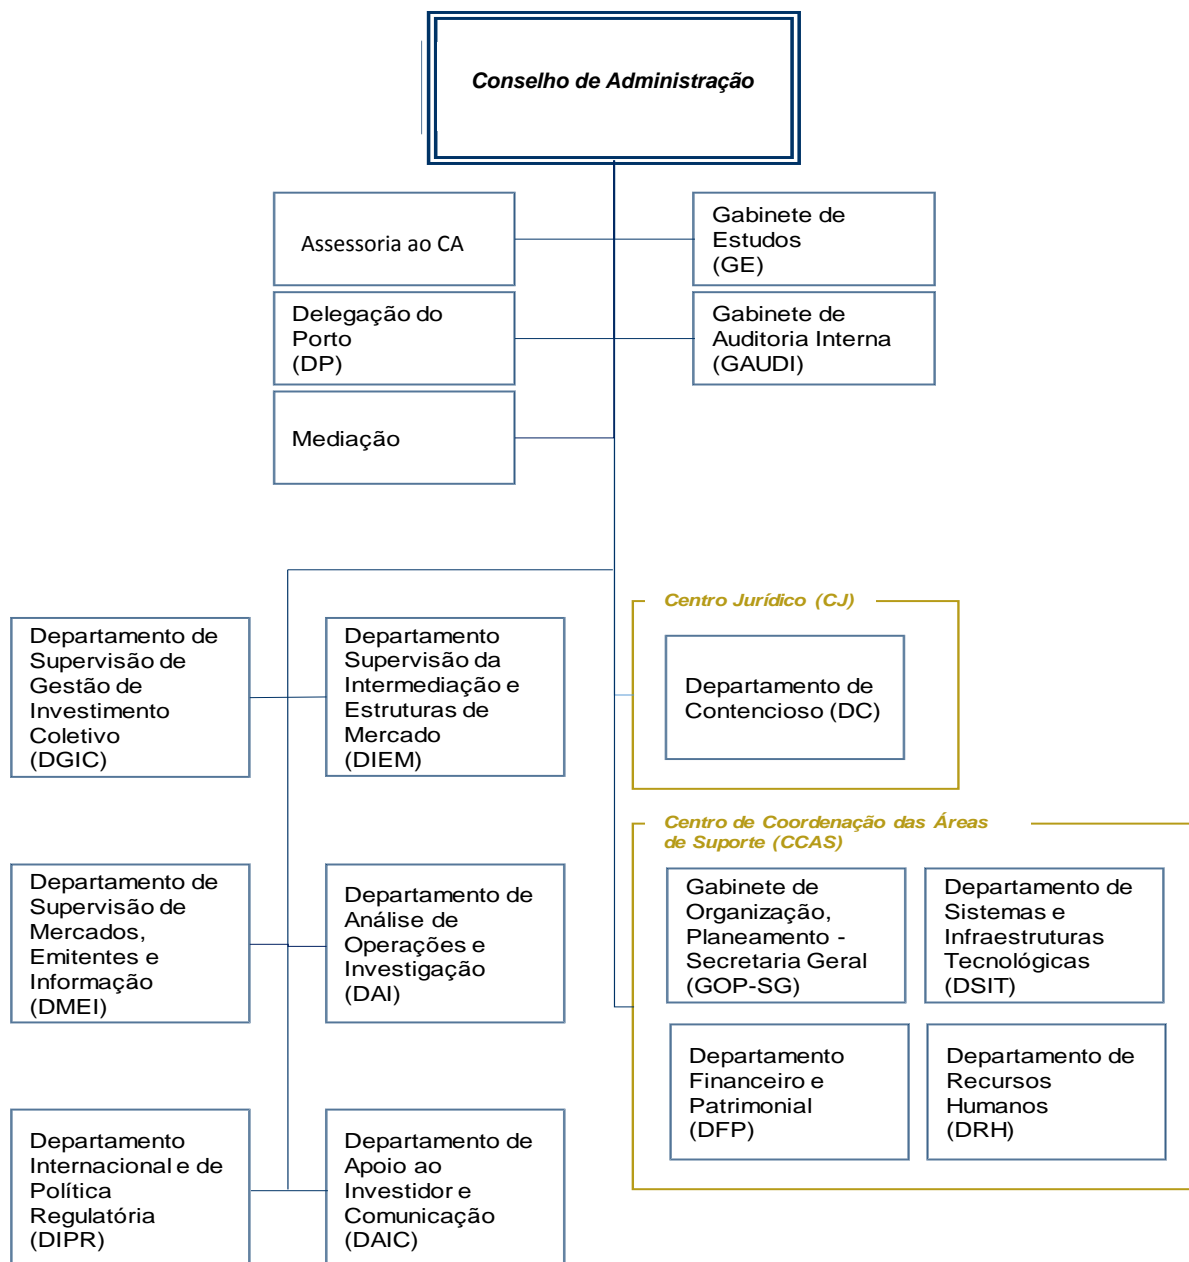 Conselho de Administração
Assessoria ao CA
Gabinete de
Estudos
(GE)
Delegação do
Porto
(DP)
Gabinete de
Auditoria Interna
(GAUDI)
Mediação
Departamento de
Supervisão de
Gestão de
Investimento
Coletivo
(DGIC)
Departamento
Supervisão da
Intermediação e
Estruturas de
Mercado
(DIEM)
Centro Jurídico (CJ)
Departamento de
Contencioso (DC)
Centro de Coordenação das Áreas
de Suporte (CCAS)
Gabinete de
Organização,
Planeamento -
Secretaria Geral
(GOP-SG)
Departamento de
Sistemas e
Infraestruturas
Tecnológicas
(DSIT)
Departamento de
Supervisão de
Mercados,
Emitentes e
Informação
(DMEI)
Departamento de
Análise de
Operações e
Investigação
(DAI)
Departamento
Financeiro e
Patrimonial
(DFP)
Departamento de
Recursos
Humanos
(DRH)
Departamento
Internacional e de
Política
Regulatória
(DIPR)
Departamento de
Apoio ao
Investidor e
Comunicação
(DAIC)